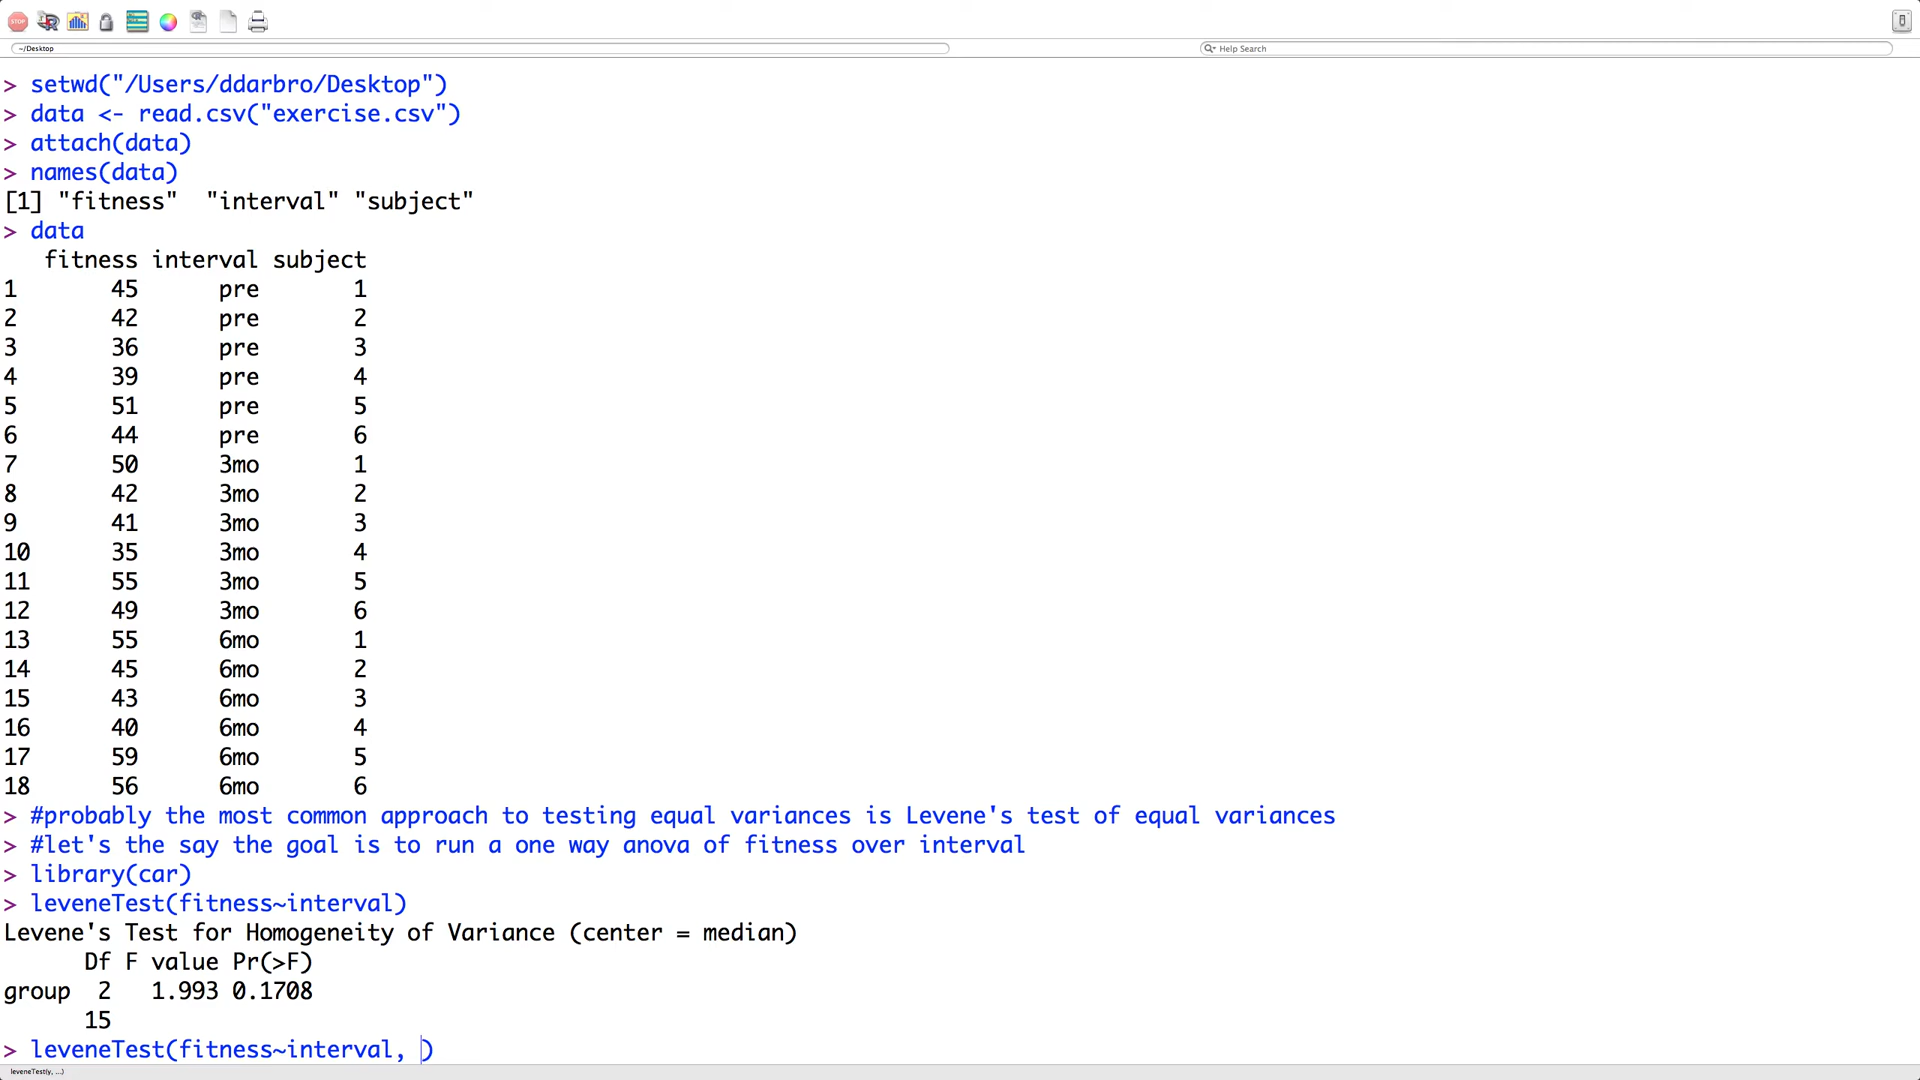 STOP
~/Desktop
Help Search
> setwd("/Users/ddarbro/Desktop")
> data <- read.csv("exercise.csv")
> attach(data)
> names(data)
[1] "fitness"  "interval" "subject"
> data
   fitness interval subject
1       45      pre       1
2       42      pre       2
3       36      pre       3
4       39      pre       4
5       51      pre       5
6       44      pre       6
7       50      3mo       1
8       42      3mo       2
9       41      3mo       3
10      35      3mo       4
11      55      3mo       5
12      49      3mo       6
13      55      6mo       1
14      45      6mo       2
15      43      6mo       3
16      40      6mo       4
17      59      6mo       5
18      56      6mo       6
> #probably the most common approach to testing equal variances is Levene's test of equal variances
> #let's the say the goal is to run a one way anova of fitness over interval
> library(car)
> leveneTest(fitness~interval)
Levene's Test for Homogeneity of Variance (center = median)
      Df F value Pr(>F)
group  2   1.993 0.1708
      15
> leveneTest(fitness~interval, )
leveneTest(y, ...)